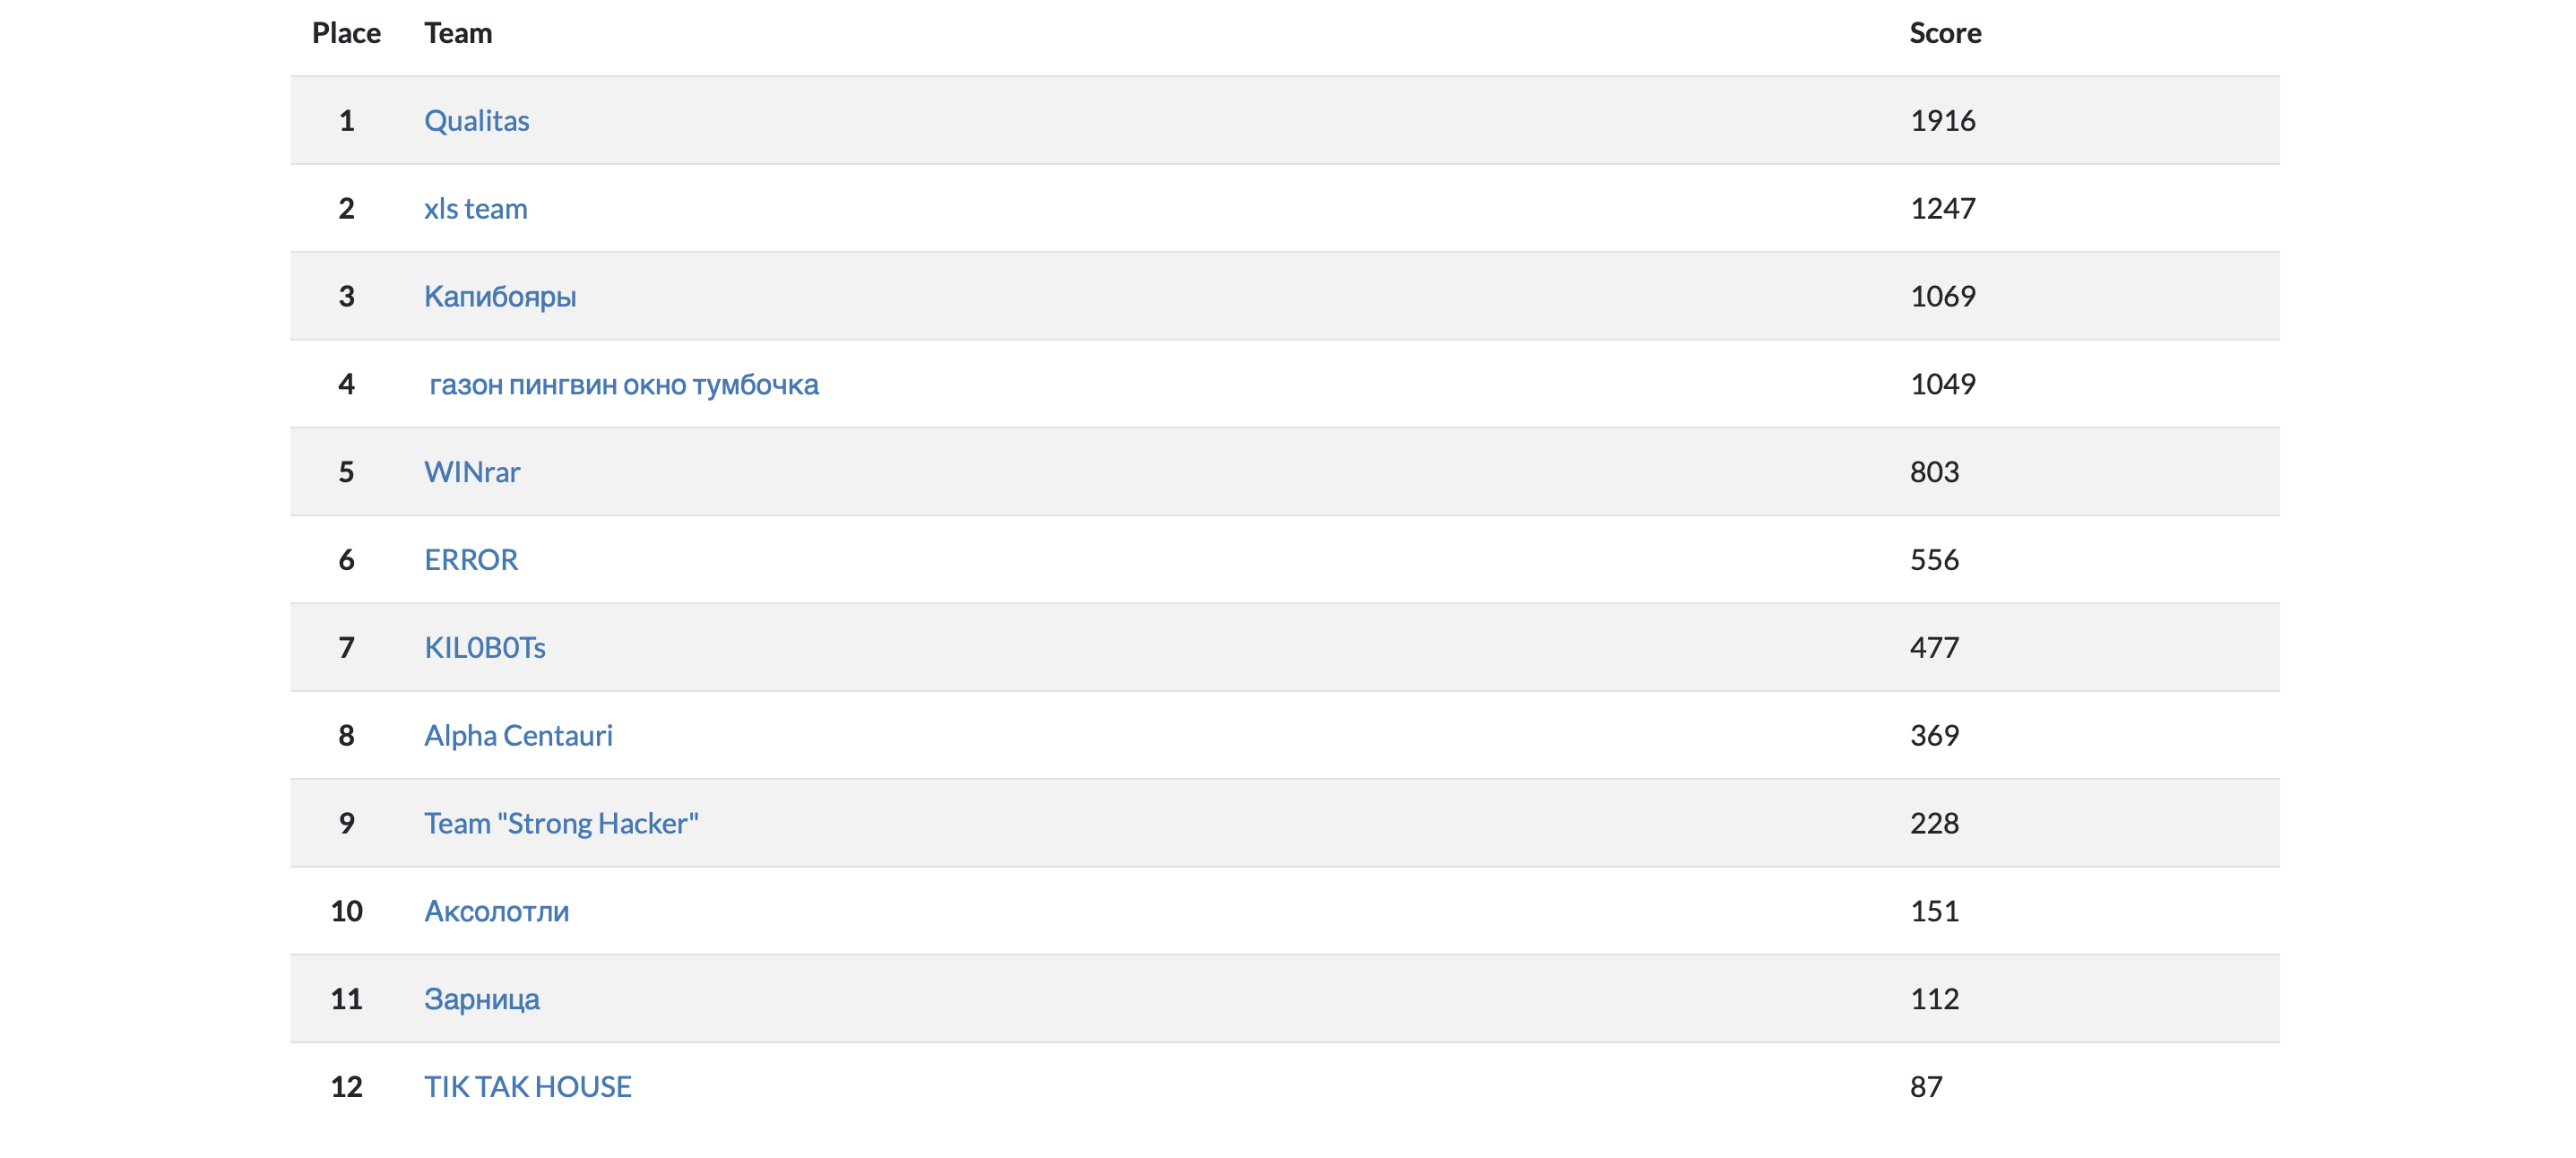 Place Team Score
1 Qualitas 1916
2 xls team 1247
3 Капибояры 1069
4 газон пингвин окно тумбочка 1049
5 WINrar 803
6 ERROR 556
7 KIL0B0Ts 477
8 Alpha Centauri 369
9 Team "Strong Hacker" 228
10 Аксолотли 151
11 Зарница 112
12 TIK TAK HOUSE 87